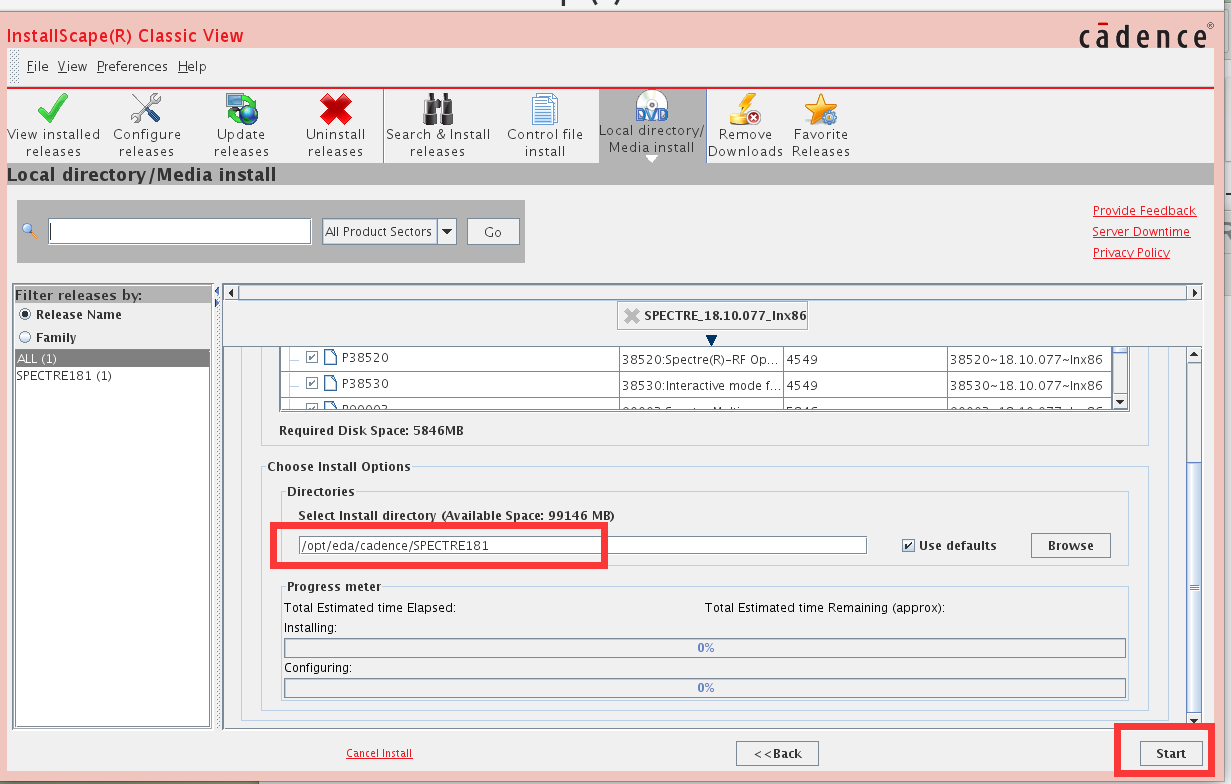 InstallScape(R) Classic View
cādence®
File View Preferences Help
View installed releases
Configure releases
Update releases
Uninstall releases
Search & Install releases
Control file install
DVD
Local directory/ Media install
Remove Downloads
Favorite Releases
Local directory/Media install
All Product Sectors
Go
Provide Feedback
Server Downtime
Privacy Policy
Filter releases by:
Release Name
Family
ALL (1)
SPECTRE181 (1)
SPECTRE_18.10.077_lnx86
P38520 38520:Spectre(R)-RF Op... 4549 38520~18.10.077~lnx86
P38530 38530:Interactive mode f... 4549 38530~18.10.077~lnx86
Required Disk Space: 5846MB
Choose Install Options
Directories
Select Install directory (Available Space: 99146 MB)
/opt/eda/cadence/SPECTRE181
Use defaults
Browse
Progress meter
Total Estimated time Elapsed: Total Estimated time Remaining (approx):
Installing:
0%
Configuring:
0%
Cancel Install
<<Back
Start